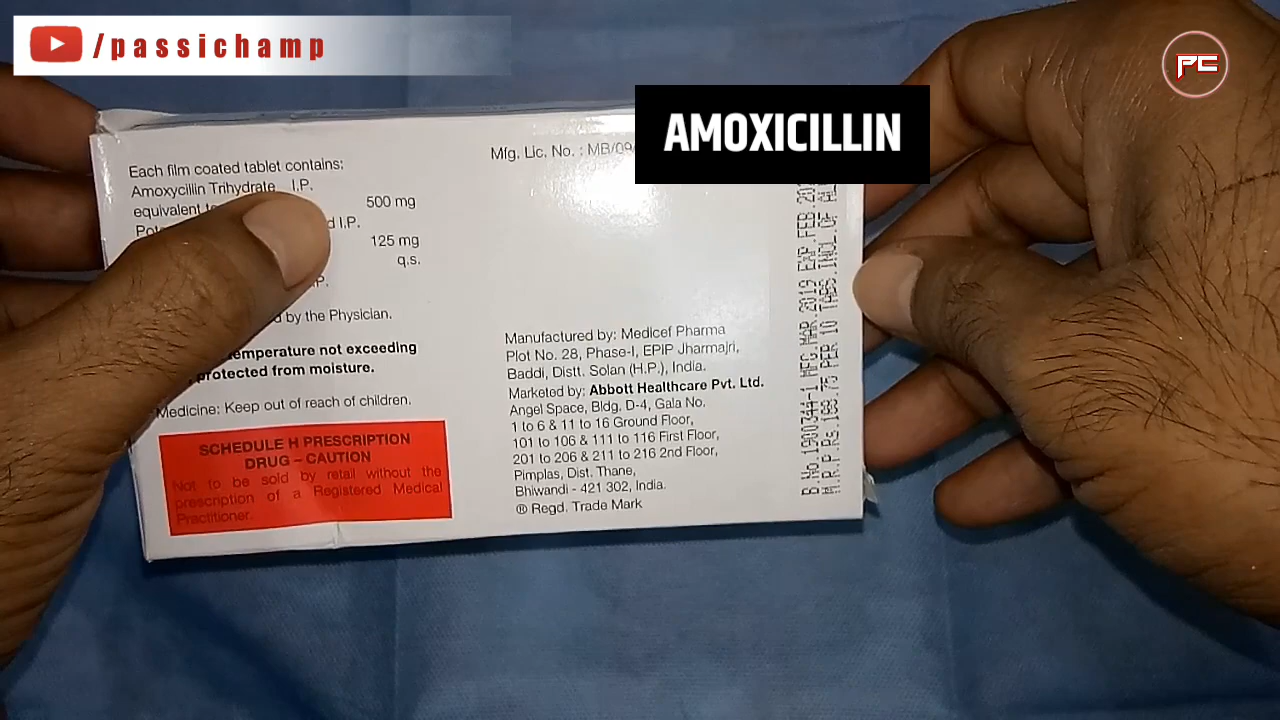 /passichamp
PC
AMOXICILLIN
Each film coated tablet contains:
Amoxycillin Trihydrate I.P.
equivalent
500 mg
I.P.
125 mg
q.s.
by the Physician.
temperature not exceeding
protected from moisture.
Medicine: Keep out of reach of children.
SCHEDULE H PRESCRIPTION
DRUG – CAUTION
Not to be sold by retail without the
prescription of a Registered Medical
Practitioner.
Mfg. Lic. No. : MB/09/
Manufactured by: Medicef Pharma
Plot No. 28, Phase-I, EPIP Jharmajri,
Baddi, Distt. Solan (H.P.), India.
Marketed by: Abbott Healthcare Pvt. Ltd.
Angel Space, Bldg. D-4, Gala No.
1 to 6 & 11 to 16 Ground Floor,
101 to 106 & 111 to 116 First Floor,
201 to 206 & 211 to 216 2nd Floor,
Pimplas, Dist. Thane,
Bhiwandi - 421 302, India.
® Regd. Trade Mark
MFG.MAR.2019 EXP.FEB.
PER 10 TABS.INCL OF